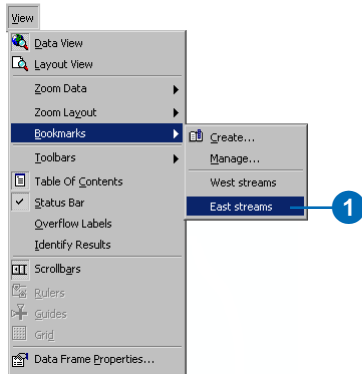 View
Data View
Layout View
Zoom Data
Zoom Layout
Bookmarks
Toolbars
Table Of Contents
Status Bar
Overflow Labels
Identify Results
Scrollbars
Rulers
Guides
Grid
Data Frame Properties...
Create...
Manage...
West streams
East streams
1